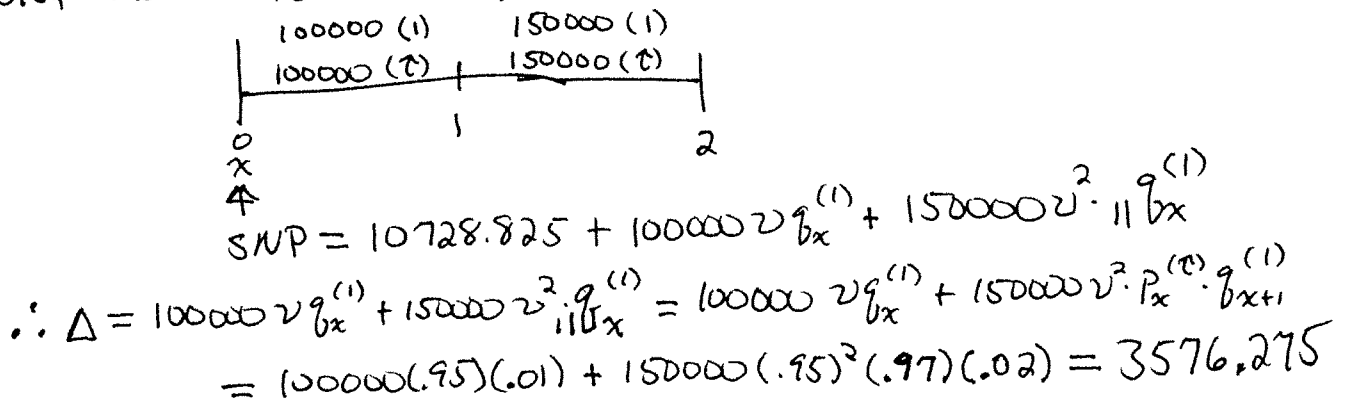 100000 (1) 150000 (1)
100000 (τ) 150000 (τ)
0 1 2
x
↑
SNP = 10728.825 + 100000 v q_x^(1) + 150000 v^2 · ₁|q_x^(1)
∴ Δ = 100000 v q_x^(1) + 150000 v^2 · ₁|q_x^(1) = 100000 v q_x^(1) + 150000 v^2 · p_x^(τ) · q_{x+1}^(1)
= 100000(.95)(.01) + 150000(.95)^2(.97)(.02) = 3576.275